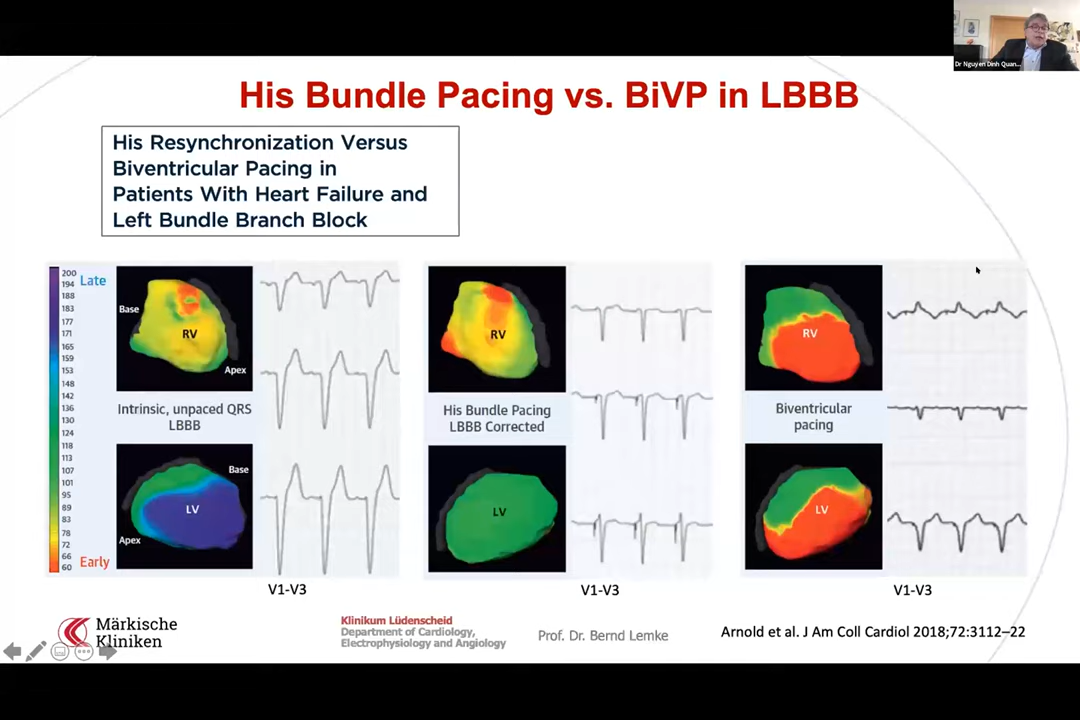 Dr Nguyen Dinh Quan...
His Bundle Pacing vs. BiVP in LBBB
His Resynchronization Versus
Biventricular Pacing in
Patients With Heart Failure and
Left Bundle Branch Block
200
194
188
183
177
171
165
159
153
148
142
136
130
124
118
113
107
101
95
89
83
78
72
66
60
Late
Early
Base
RV
Apex
Intrinsic, unpaced QRS
LBBB
Base
LV
Apex
V1-V3
RV
His Bundle Pacing
LBBB Corrected
LV
V1-V3
RV
Biventricular
pacing
LV
V1-V3
Märkische
Kliniken
Klinikum Lüdenscheid
Department of Cardiology,
Electrophysiology and Angiology
Prof. Dr. Bernd Lemke
Arnold et al. J Am Coll Cardiol 2018;72:3112–22